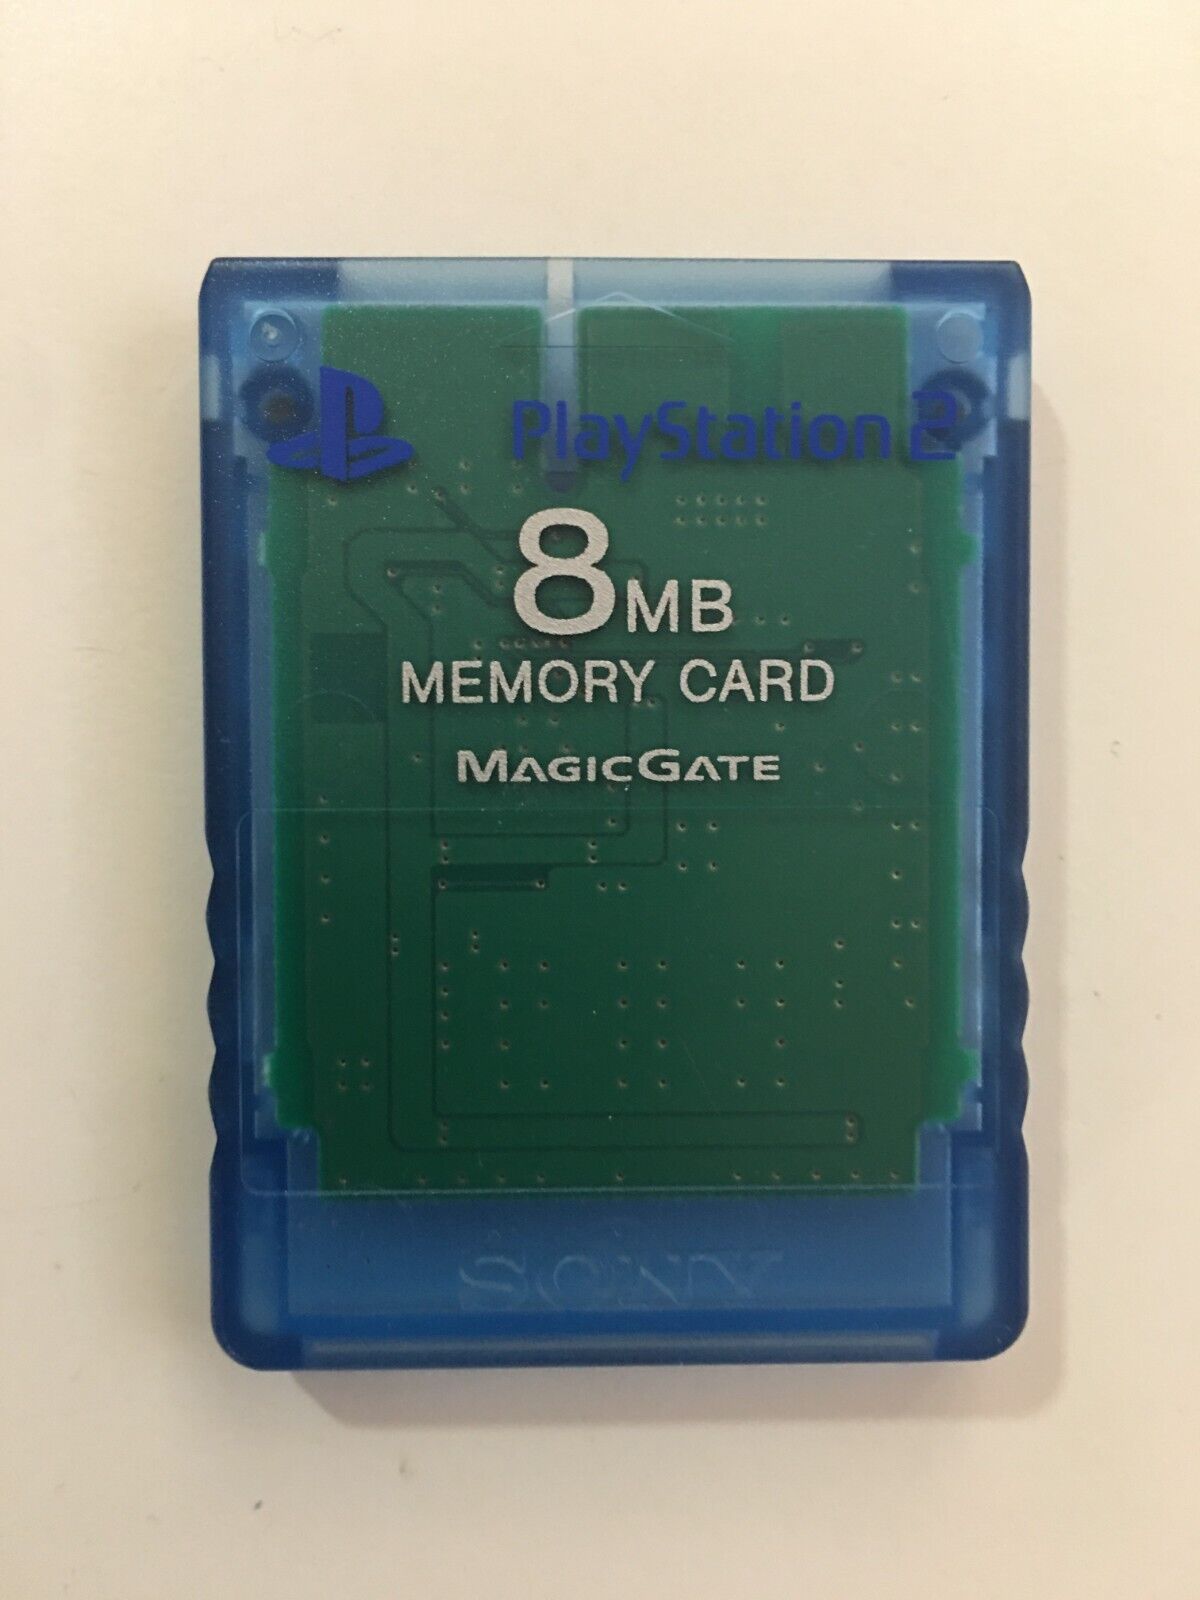 PlayStation 2
8MB
MEMORY CARD
MAGICGATE
SONY